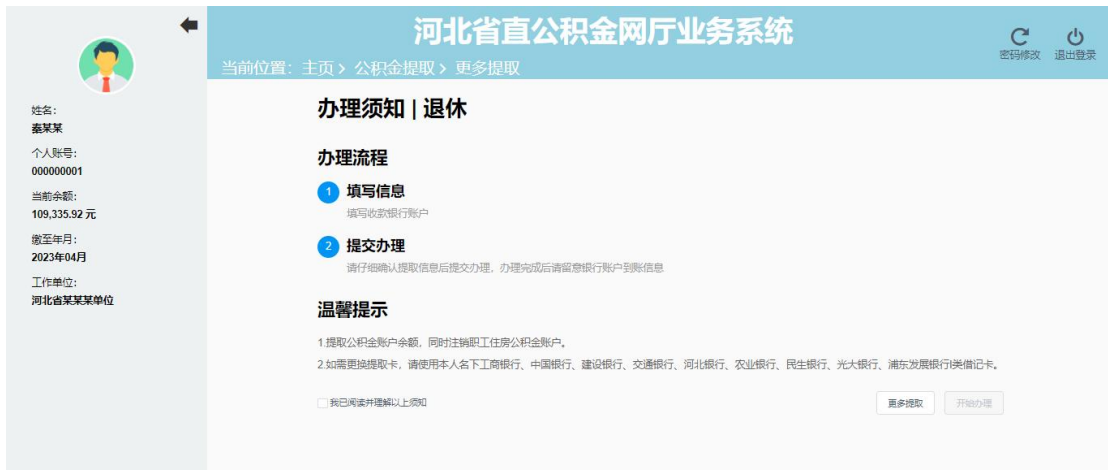 河北省直公积金网厅业务系统
密码修改 退出登录
当前位置：主页 > 公积金提取 > 更多提取
姓名：
秦某某
个人账号：
000000001
当前余额：
109,335.92 元
缴至年月：
2023年04月
工作单位：
河北省某某某单位
办理须知 | 退休
办理流程
1 填写信息
填写收款银行账户
2 提交办理
请仔细确认提取信息后提交办理，办理完成后请留意银行账户到账信息
温馨提示
1.提取公积金账户余额，同时注销职工住房公积金账户。
2.如需更换提取卡，请使用本人名下工商银行、中国银行、建设银行、交通银行、河北银行、农业银行、民生银行、光大银行、浦东发展银行I类借记卡。
我已阅读并理解以上须知
更多提取 开始办理